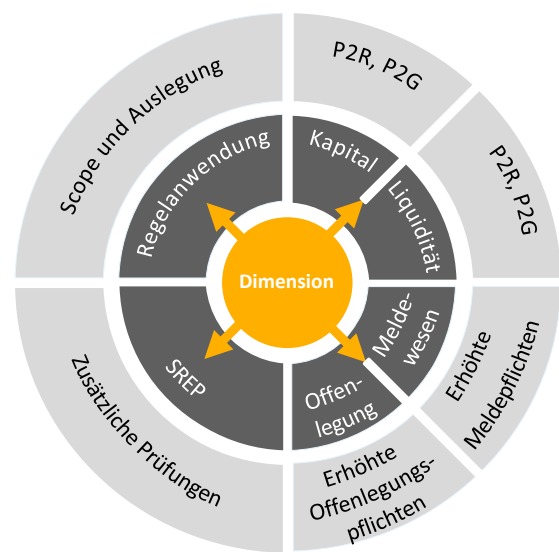 Scope und Auslegung
P2R, P2G
P2R, P2G
Regelanwendung
Kapital
Liquidität
Dimension
SREP
Melde-
wesen
Offen-
legung
Erhöhte
Meldepflichten
Zusätzliche Prüfungen
Erhöhte
Offenlegungs-
pflichten